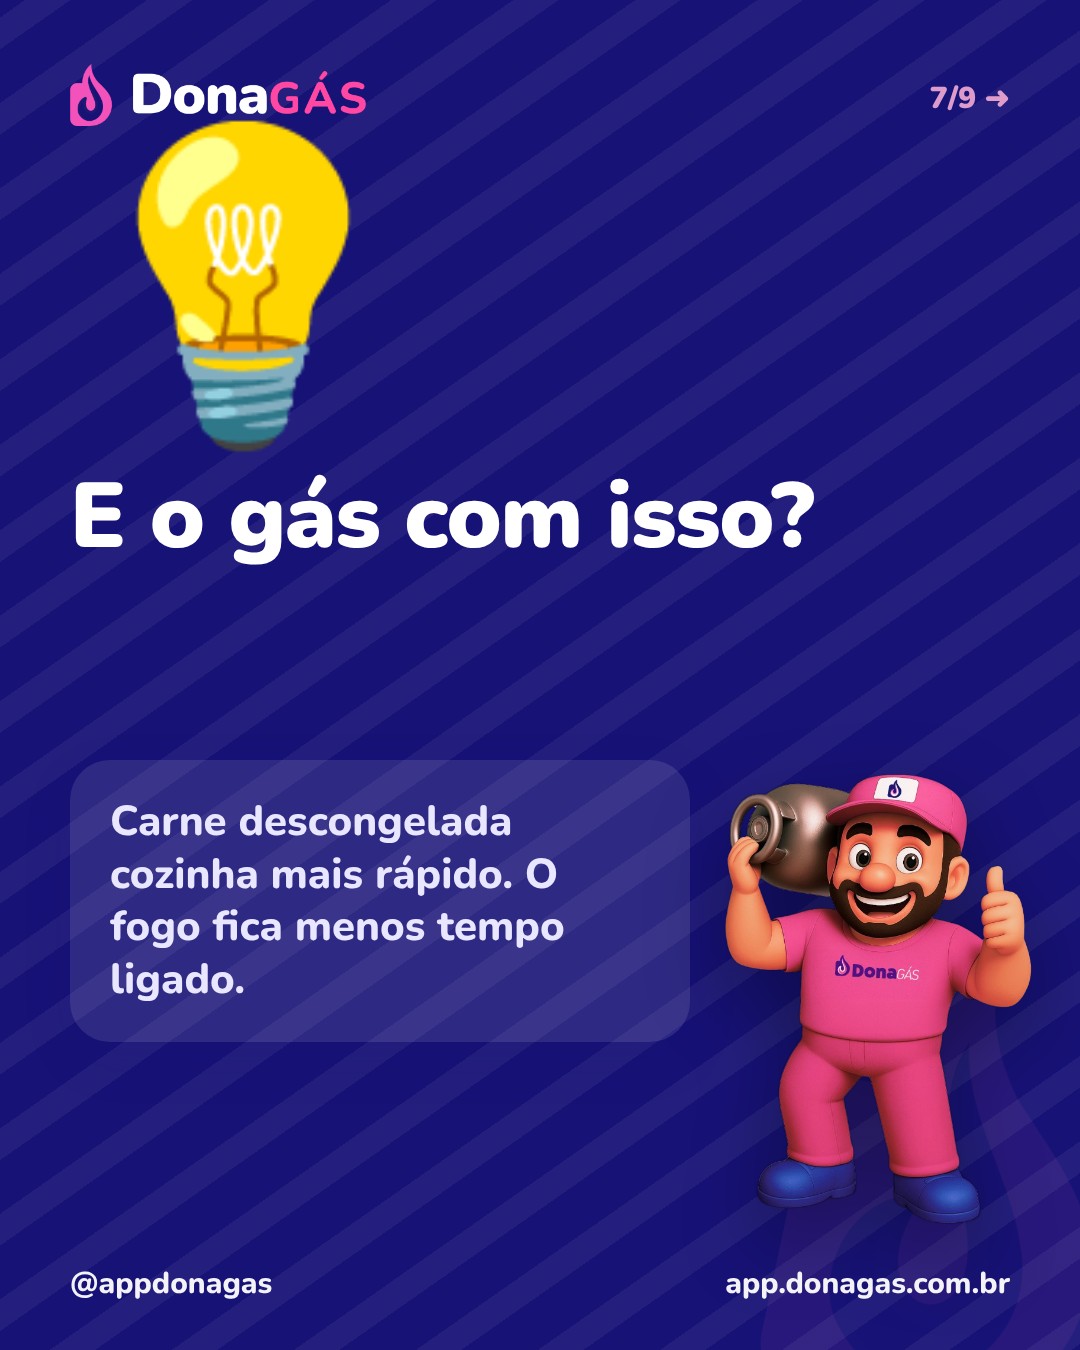 DonaGÁS
7/9 →
E o gás com isso?
Carne descongelada
cozinha mais rápido. O
fogo fica menos tempo
ligado.
DonaGÁS
@appdonagas
app.donagas.com.br